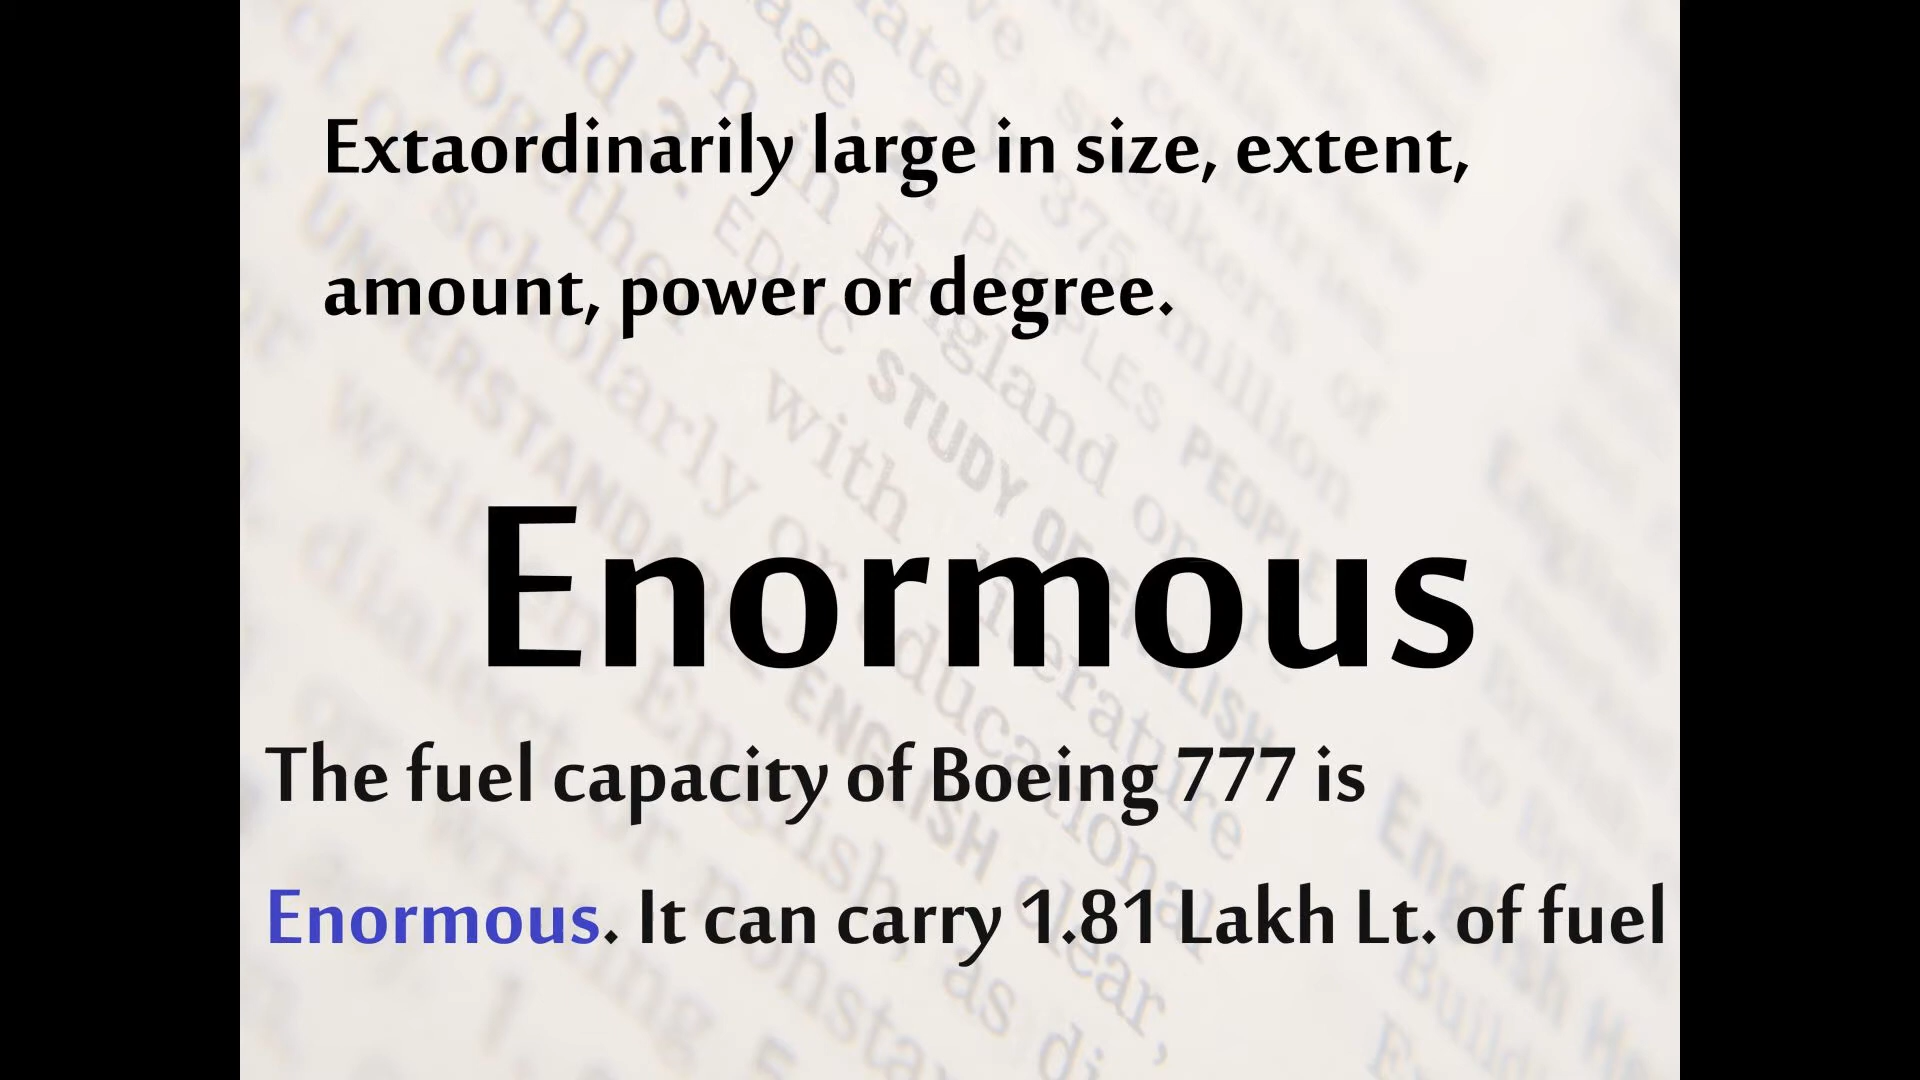 Extaordinarily large in size, extent,
amount, power or degree.
Enormous
The fuel capacity of Boeing 777 is
Enormous. It can carry 1.81 Lakh Lt. of fuel